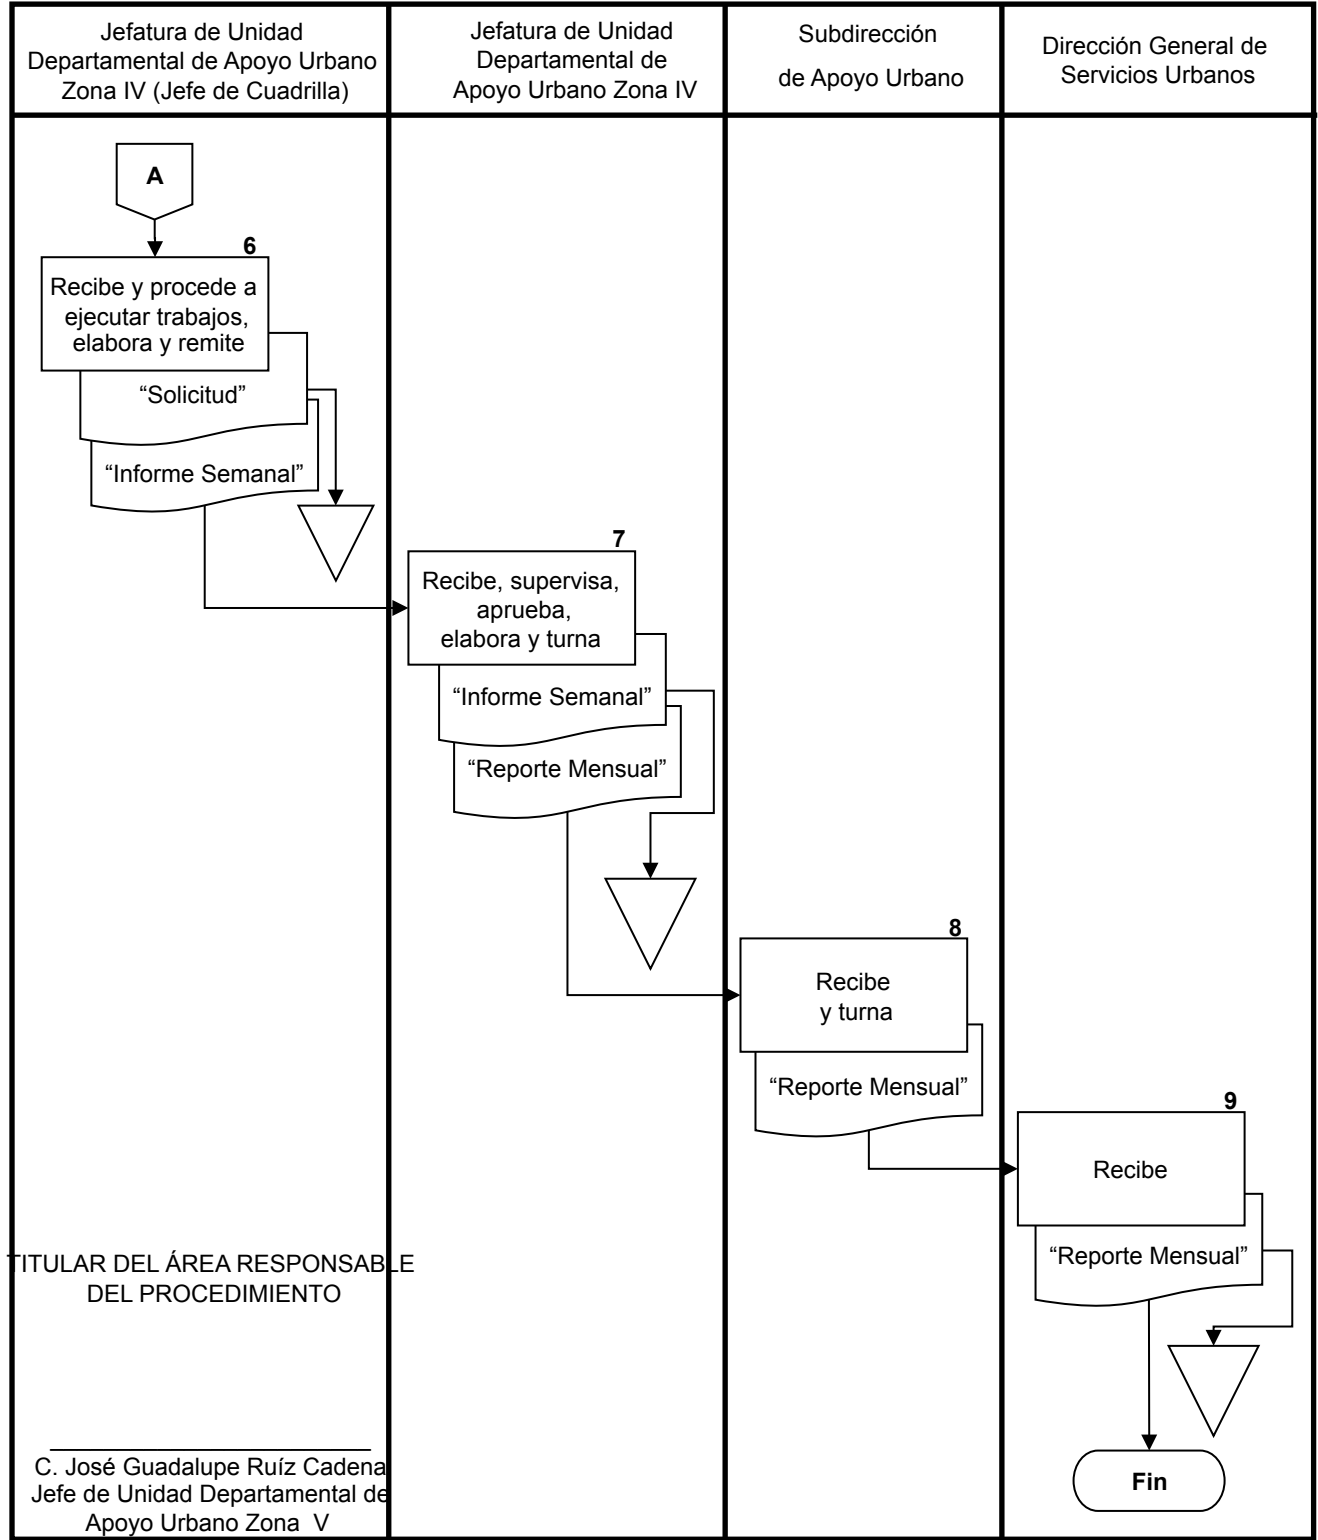 Jefatura de Unidad
Departamental de Apoyo Urbano
Zona IV (Jefe de Cuadrilla)
Jefatura de Unidad
Departamental de
Apoyo Urbano Zona IV
Subdirección
de Apoyo Urbano
Dirección General de
Servicios Urbanos
A
6
Recibe y procede a
ejecutar trabajos,
elabora y remite
“Solicitud”
“Informe Semanal”
7
Recibe, supervisa,
aprueba,
elabora y turna
“Informe Semanal”
“Reporte Mensual”
8
Recibe
y turna
“Reporte Mensual”
9
Recibe
“Reporte Mensual”
Fin
TITULAR DEL ÁREA RESPONSABLE
DEL PROCEDIMIENTO
C. José Guadalupe Ruíz Cadena
Jefe de Unidad Departamental de
Apoyo Urbano Zona  V